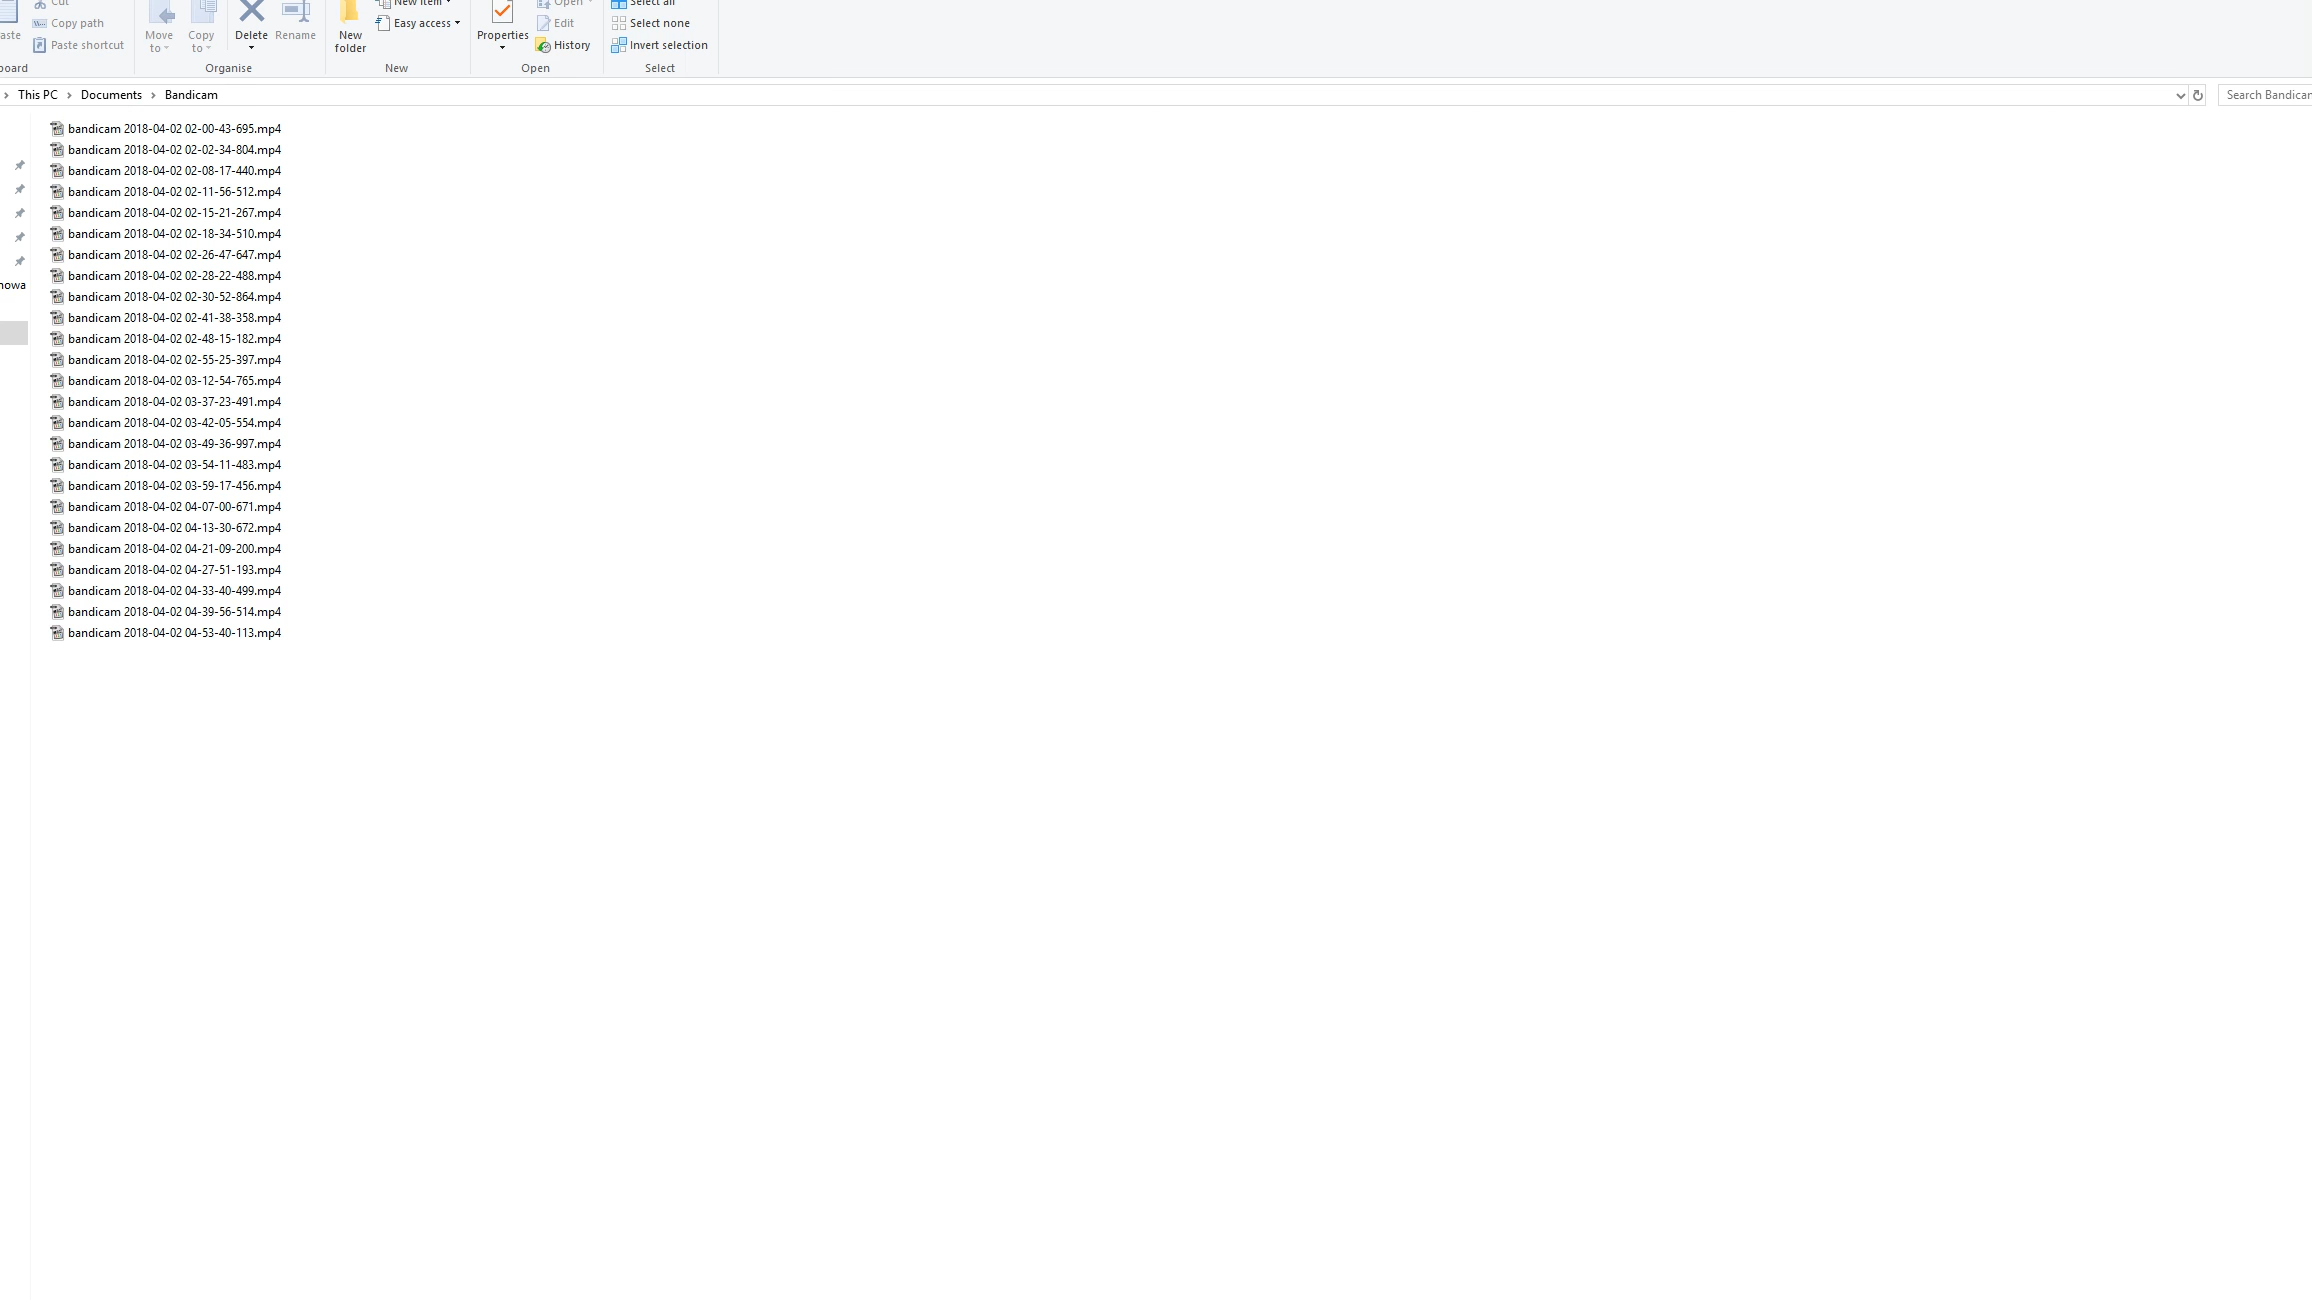 Cut New item Open Select all
Copy path Easy access Edit Select none
Move to Copy to Delete Rename New folder Properties
Paste shortcut History Invert selection
Organise New Open Select
This PC Documents Bandicam Search
bandicam 2018-04-02 02-00-43-695.mp4
bandicam 2018-04-02 02-02-34-804.mp4
bandicam 2018-04-02 02-08-17-440.mp4
bandicam 2018-04-02 02-11-56-512.mp4
bandicam 2018-04-02 02-15-21-267.mp4
bandicam 2018-04-02 02-18-34-510.mp4
bandicam 2018-04-02 02-26-47-647.mp4
bandicam 2018-04-02 02-28-22-488.mp4
bandicam 2018-04-02 02-30-52-864.mp4
bandicam 2018-04-02 02-41-38-358.mp4
bandicam 2018-04-02 02-48-15-182.mp4
bandicam 2018-04-02 02-55-25-397.mp4
bandicam 2018-04-02 03-12-54-765.mp4
bandicam 2018-04-02 03-37-23-491.mp4
bandicam 2018-04-02 03-42-05-554.mp4
bandicam 2018-04-02 03-49-36-997.mp4
bandicam 2018-04-02 03-54-11-483.mp4
bandicam 2018-04-02 03-59-17-456.mp4
bandicam 2018-04-02 04-07-00-671.mp4
bandicam 2018-04-02 04-13-30-672.mp4
bandicam 2018-04-02 04-21-09-200.mp4
bandicam 2018-04-02 04-27-51-193.mp4
bandicam 2018-04-02 04-33-40-499.mp4
bandicam 2018-04-02 04-39-56-514.mp4
bandicam 2018-04-02 04-53-40-113.mp4